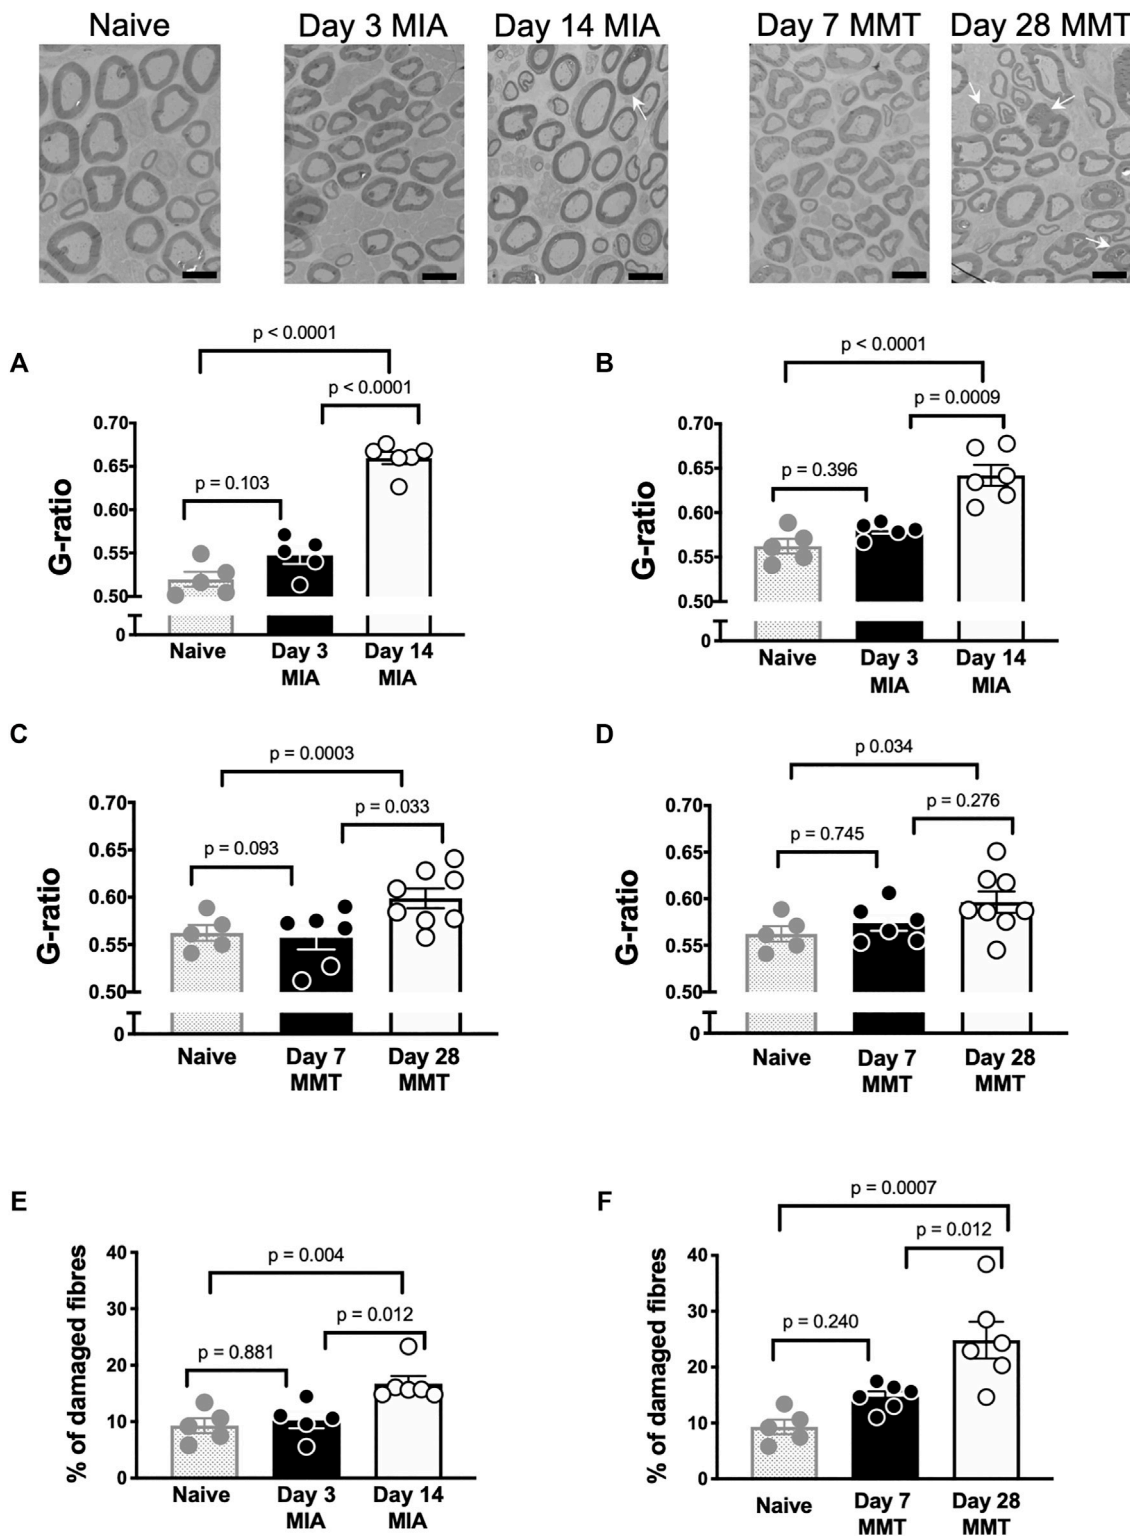 Naive
Day 3 MIA
Day 14 MIA
Day 7 MMT
Day 28 MMT
A
p < 0.0001
p < 0.0001
p = 0.103
G-ratio
0.70
0.65
0.60
0.55
0.50
0
Naive
Day 3
MIA
Day 14
MIA
B
p < 0.0001
p = 0.0009
p = 0.396
G-ratio
0.70
0.65
0.60
0.55
0.50
0
Naive
Day 3
MIA
Day 14
MIA
C
p = 0.0003
p = 0.033
p = 0.093
G-ratio
0.70
0.65
0.60
0.55
0.50
0
Naive
Day 7
MMT
Day 28
MMT
D
p 0.034
p = 0.276
p = 0.745
G-ratio
0.70
0.65
0.60
0.55
0.50
0
Naive
Day 7
MMT
Day 28
MMT
E
p = 0.004
p = 0.012
p = 0.881
% of damaged fibres
40
30
20
10
0
Naive
Day 3
MIA
Day 14
MIA
F
p = 0.0007
p = 0.012
p = 0.240
% of damaged fibres
40
30
20
10
0
Naive
Day 7
MMT
Day 28
MMT